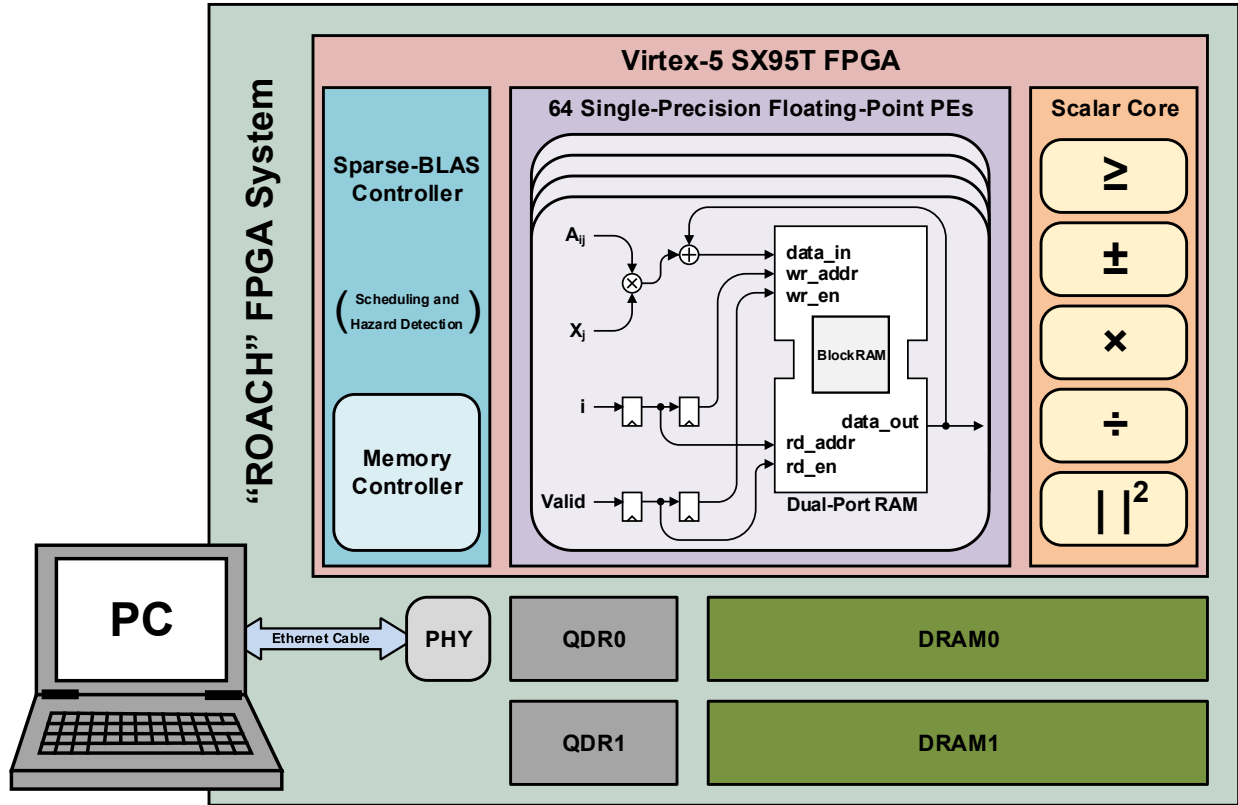 “ROACH” FPGA System
Virtex-5 SX95T FPGA
Sparse-BLAS
Controller
(Scheduling and
Hazard Detection)
Memory
Controller
64 Single-Precision Floating-Point PEs
Aij
Xj
i
Valid
×
+
data_in
wr_addr
wr_en
BlockRAM
data_out
rd_addr
rd_en
Dual-Port RAM
Scalar Core
≥
±
×
÷
| |²
PC
Ethernet Cable
PHY
QDR0
DRAM0
QDR1
DRAM1